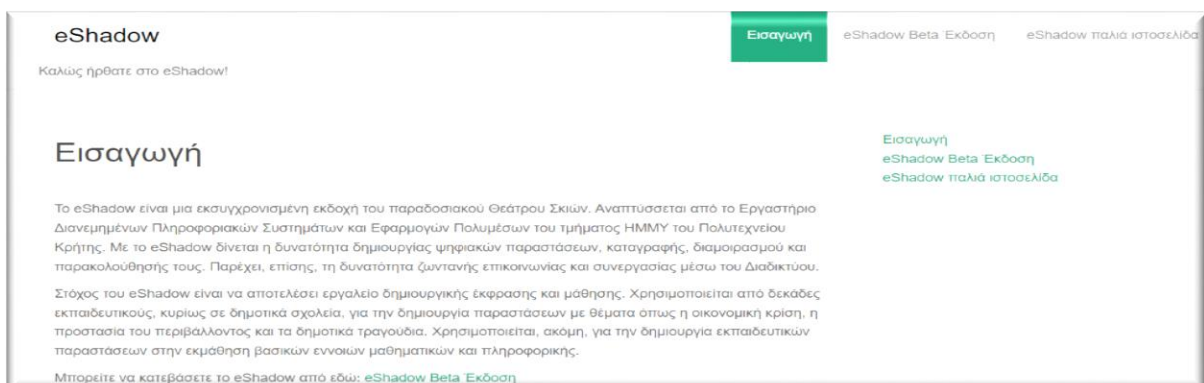 eShadow
Εισαγωγή
eShadow Beta Έκδοση
eShadow παλιά ιστοσελίδα
Καλώς ήρθατε στο eShadow!
Εισαγωγή
Το eShadow είναι μια εκσυγχρονισμένη εκδοχή του παραδοσιακού Θεάτρου Σκιών. Αναπτύσσεται από το Εργαστήριο
Διανεμημένων Πληροφοριακών Συστημάτων και Εφαρμογών Πολυμέσων του τμήματος ΗΜΜΥ του Πολυτεχνείου
Κρήτης. Με το eShadow δίνεται η δυνατότητα δημιουργίας ψηφιακών παραστάσεων, καταγραφής, διαμοιρασμού και
παρακολούθησής τους. Παρέχει, επίσης, τη δυνατότητα ζωντανής επικοινωνίας και συνεργασίας μέσω του Διαδικτύου.
Στόχος του eShadow είναι να αποτελέσει εργαλείο δημιουργικής έκφρασης και μάθησης. Χρησιμοποιείται από δεκάδες
εκπαιδευτικούς, κυρίως σε δημοτικά σχολεία, για την δημιουργία παραστάσεων με θέματα όπως η οικονομική κρίση, η
προστασία του περιβάλλοντος και τα δημοτικά τραγούδια. Χρησιμοποιείται, ακόμη, για την δημιουργία εκπαιδευτικών
παραστάσεων στην εκμάθηση βασικών εννοιων μαθηματικών και πληροφορικής.
Μπορείτε να κατεβάσετε το eShadow από εδώ: eShadow Beta Έκδοση
Εισαγωγή
eShadow Beta Έκδοση
eShadow παλιά ιστοσελίδα